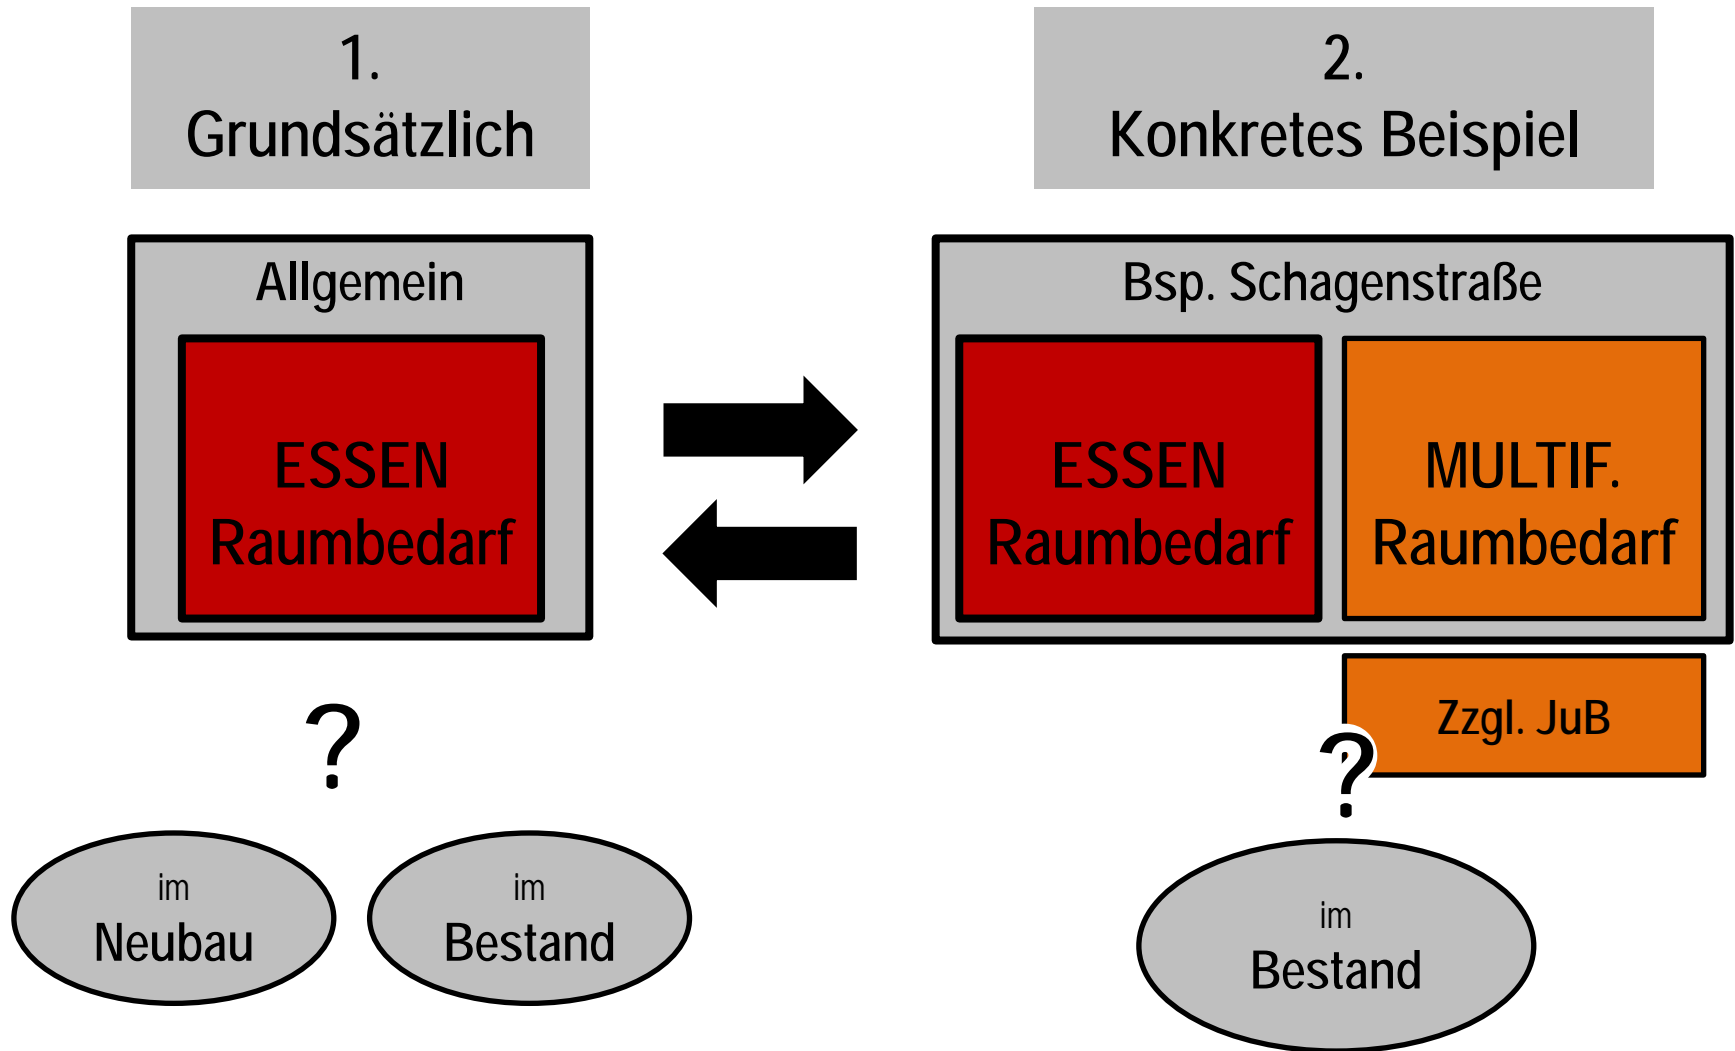 1.
Grundsätzlich
Allgemein
ESSEN
Raumbedarf
?
im
Neubau
im
Bestand
2.
Konkretes Beispiel
Bsp. Schagenstraße
ESSEN
Raumbedarf
MULTIF.
Raumbedarf
Zzgl. JuB
?
im
Bestand